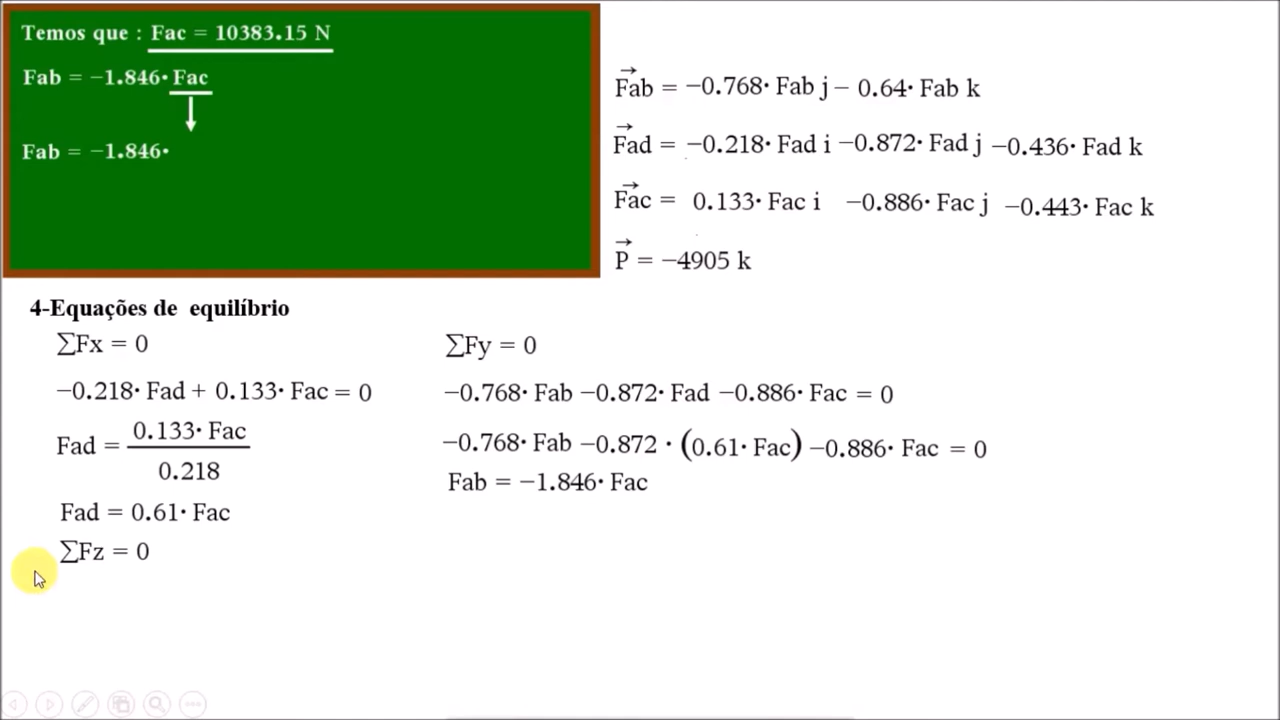 Temos que : Fac = 10383.15 N
Fab = −1.846· Fac
Fab = −1.846·
Fab = −0.768· Fab j − 0.64· Fab k
Fad = −0.218· Fad i −0.872· Fad j −0.436· Fad k
Fac = 0.133· Fac i −0.886· Fac j −0.443· Fac k
P = −4905 k
4-Equações de equilíbrio
∑Fx = 0
−0.218· Fad + 0.133· Fac = 0
Fad = 0.133· Fac / 0.218
Fad = 0.61· Fac
∑Fz = 0
∑Fy = 0
−0.768· Fab −0.872· Fad −0.886· Fac = 0
−0.768· Fab −0.872 · (0.61· Fac) −0.886· Fac = 0
Fab = −1.846· Fac